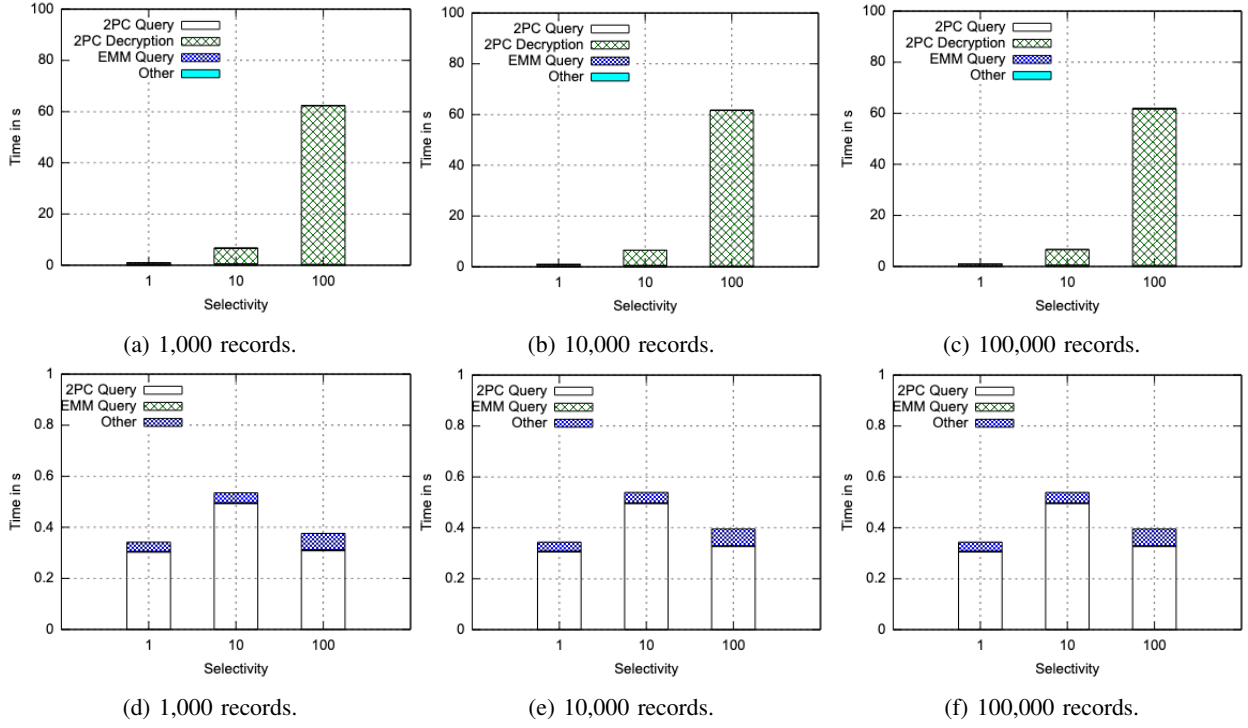 100
80
60
40
20
0
Time in s
2PC Query
2PC Decryption
EMM Query
Other
1 10 100
Selectivity
(a) 1,000 records.
100
80
60
40
20
0
Time in s
2PC Query
2PC Decryption
EMM Query
Other
1 10 100
Selectivity
(b) 10,000 records.
100
80
60
40
20
0
Time in s
2PC Query
2PC Decryption
EMM Query
Other
1 10 100
Selectivity
(c) 100,000 records.
1
0.8
0.6
0.4
0.2
0
Time in s
2PC Query
EMM Query
Other
1 10 100
Selectivity
(d) 1,000 records.
1
0.8
0.6
0.4
0.2
0
Time in s
2PC Query
EMM Query
Other
1 10 100
Selectivity
(e) 10,000 records.
1
0.8
0.6
0.4
0.2
0
Time in s
2PC Query
EMM Query
Other
1 10 100
Selectivity
(f) 100,000 records.